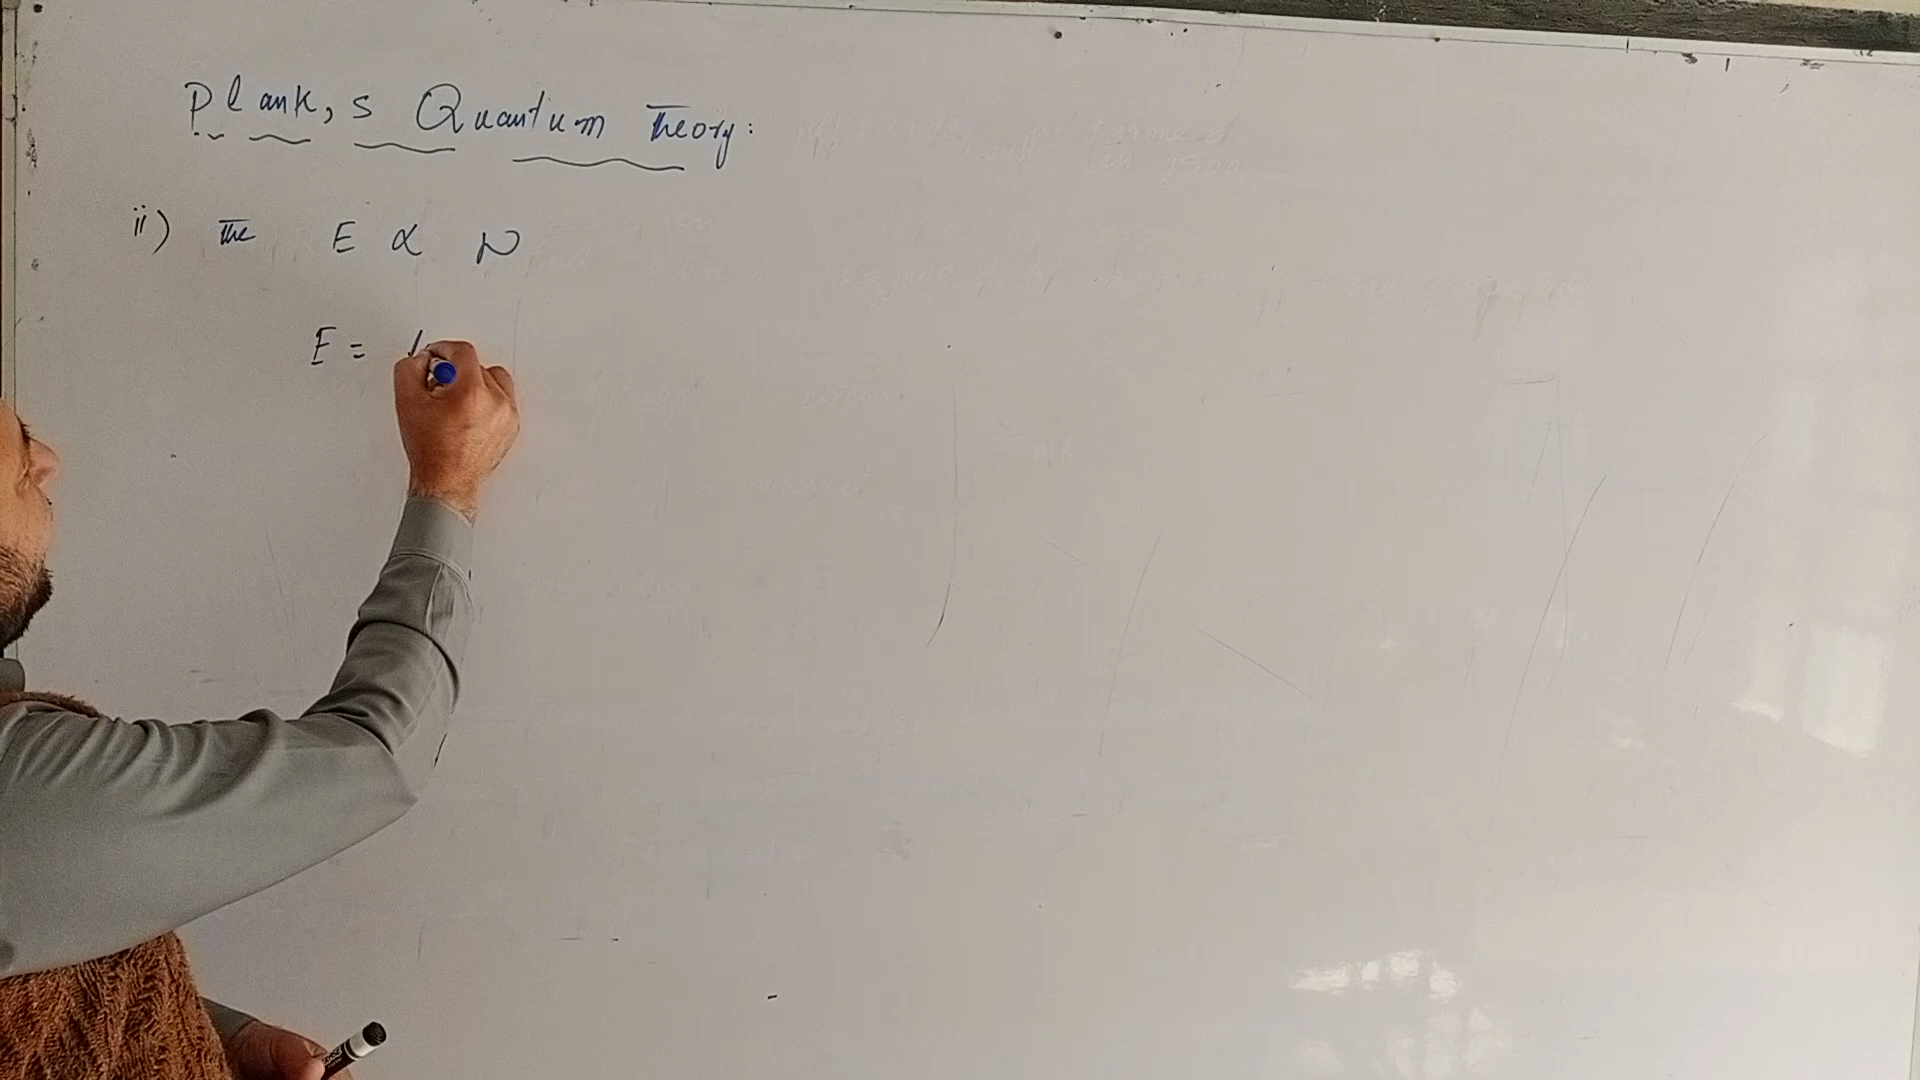 Plank,s Quantum Theory:
ii) The E ∝ ν
E =